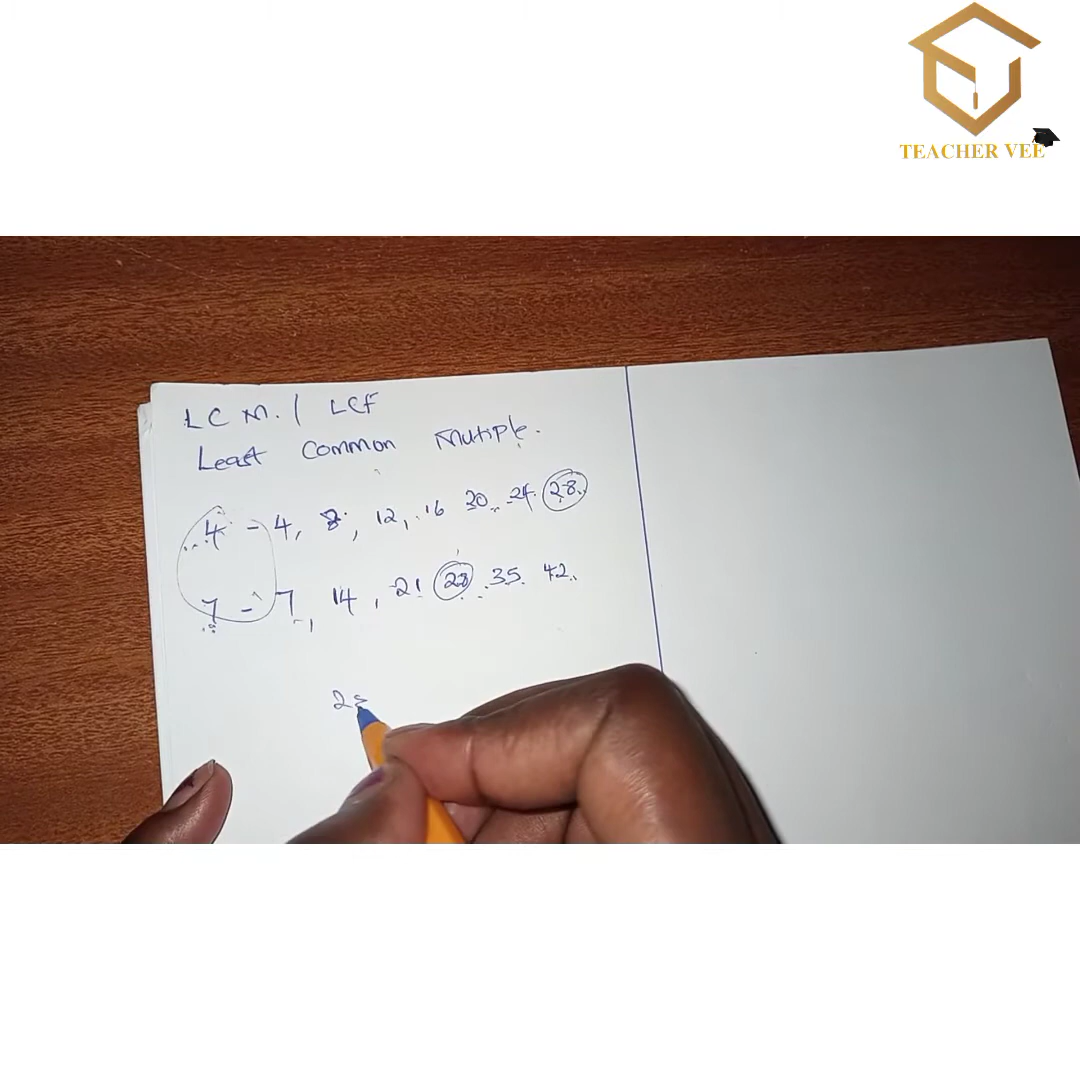 TEACHER VEE
LCM. / LCF
Least Common Mutiple.
4 - 4, 8, 12, 16 20 24 28
7 - 7, 14, 21 28 35 42
28